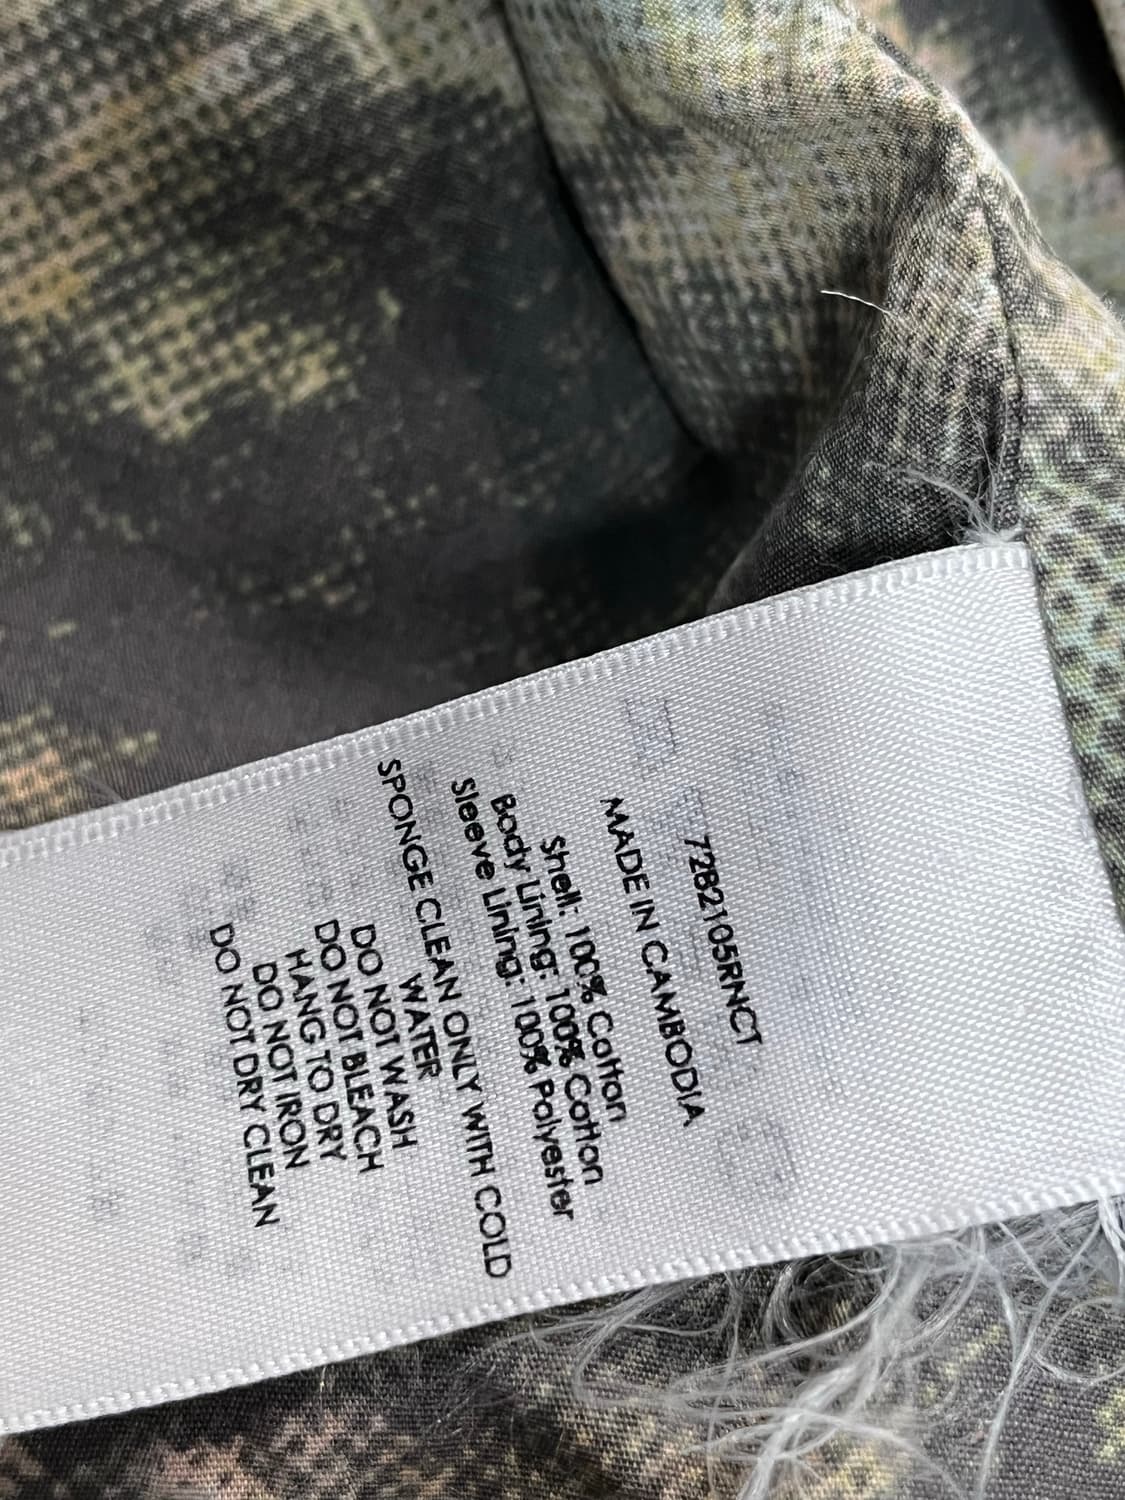 7282105RNCT
MADE IN CAMBODIA
Shell: 100% Cotton
Body Lining: 100% Cotton
Sleeve Lining: 100% Polyester
SPONGE CLEAN ONLY WITH COLD
WATER
DO NOT WASH
DO NOT BLEACH
HANG TO DRY
DO NOT IRON
DO NOT DRY CLEAN